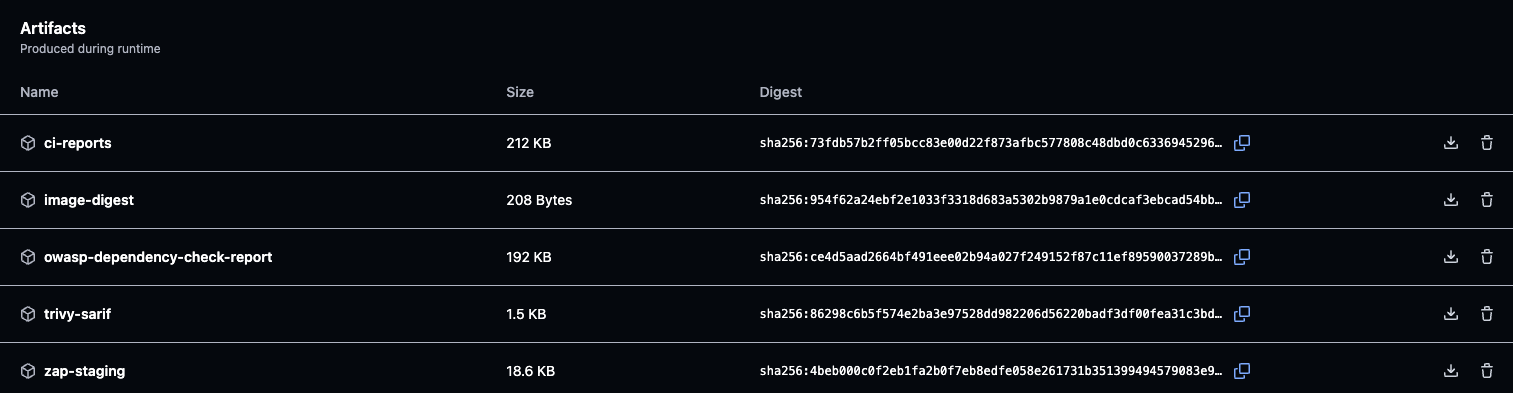 Artifacts
Produced during runtime
Name Size Digest
ci-reports 212 KB sha256:73fdb57b2ff05bcc83e00d22f873afbc577808c48dbd0c6336945296…
image-digest 208 Bytes sha256:954f62a24ebf2e1033f3318d683a5302b9879a1e0cdcaf3ebcad54bb…
owasp-dependency-check-report 192 KB sha256:ce4d5aad2664bf491eee02b94a027f249152f87c11ef89590037289b…
trivy-sarif 1.5 KB sha256:86298c6b5f574e2ba3e97528dd982206d56220badf3df00fea31c3bd…
zap-staging 18.6 KB sha256:4beb000c0f2eb1fa2b0f7eb8edfe058e261731b351399494579083e9…